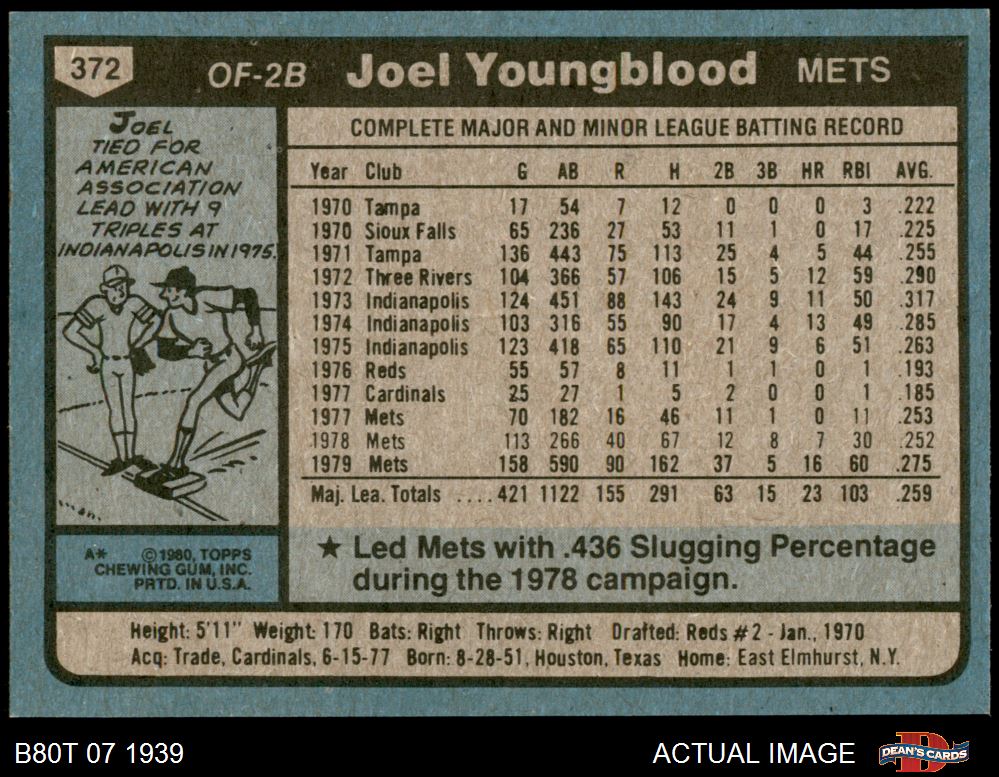 372 OF-2B Joel Youngblood METS
JOEL
TIED FOR
AMERICAN
ASSOCIATION
LEAD WITH 9
TRIPLES AT
INDIANAPOLIS IN 1975.
COMPLETE MAJOR AND MINOR LEAGUE BATTING RECORD
Year Club G AB R H 2B 3B HR RBI AVG.
1970 Tampa 17 54 7 12 0 0 0 3 .222
1970 Sioux Falls 65 236 27 53 11 1 0 17 .225
1971 Tampa 136 443 75 113 25 4 5 44 .255
1972 Three Rivers 104 366 57 106 15 5 12 59 .290
1973 Indianapolis 124 451 88 143 24 9 11 50 .317
1974 Indianapolis 103 316 55 90 17 4 13 49 .285
1975 Indianapolis 123 418 65 110 21 9 6 51 .263
1976 Reds 55 57 8 11 1 1 0 1 .193
1977 Cardinals 25 27 1 5 2 0 0 1 .185
1977 Mets 70 182 16 46 11 1 0 11 .253
1978 Mets 113 266 40 67 12 8 7 30 .252
1979 Mets 158 590 90 162 37 5 16 60 .275
Maj. Lea. Totals ....421 1122 155 291 63 15 23 103 .259
★ Led Mets with .436 Slugging Percentage
during the 1978 campaign.
A* ©1980, TOPPS
CHEWING GUM, INC.
PRTD. IN U.S.A.
Height: 5'11" Weight: 170 Bats: Right Throws: Right Drafted: Reds #2 - Jan., 1970
Acq: Trade, Cardinals, 6-15-77 Born: 8-28-51, Houston, Texas Home: East Elmhurst, N.Y.
B80T 07 1939 ACTUAL IMAGE D DEAN'S CARDS